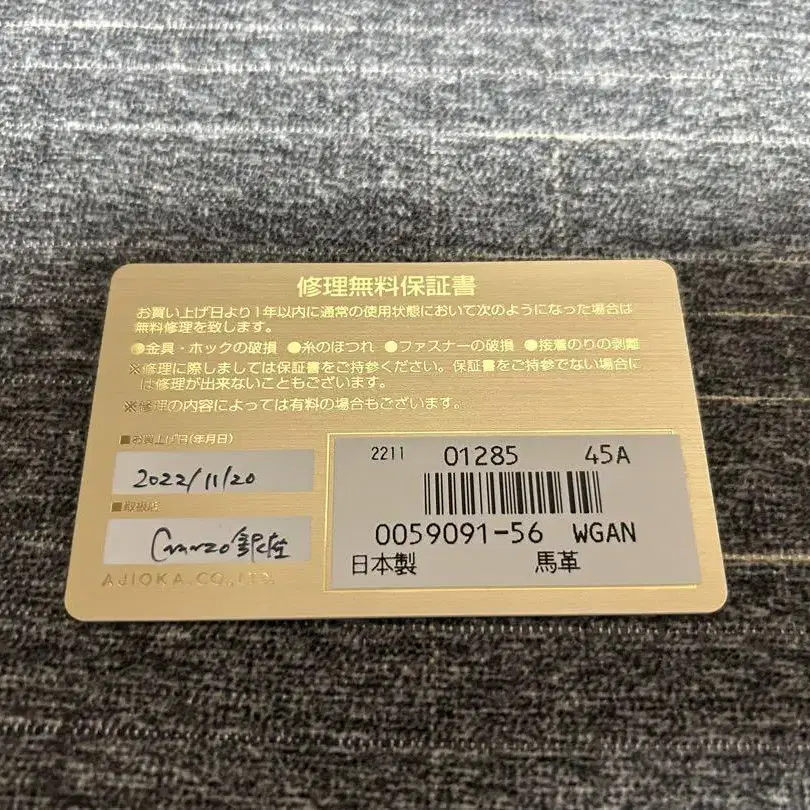 修理無料保証書
お買い上げ日より1年以内に通常の使用状態において次のようになった場合は
無料修理を致します。
●金具・ホックの破損 ●糸のほつれ ●ファスナーの破損 ●接着のりの剥離
※修理に際しましては保証書をご持参ください。保証書をご持参でない場合に
は修理が出来ないこともございます。
※修理の内容によっては有料の場合もございます。
■お買上げ日(年月日)
2022/11/20
■取扱店
銀座
AJIOKA.CO.,LTD.
2211 01285 45A
0059091-56 WGAN
日本製 馬革